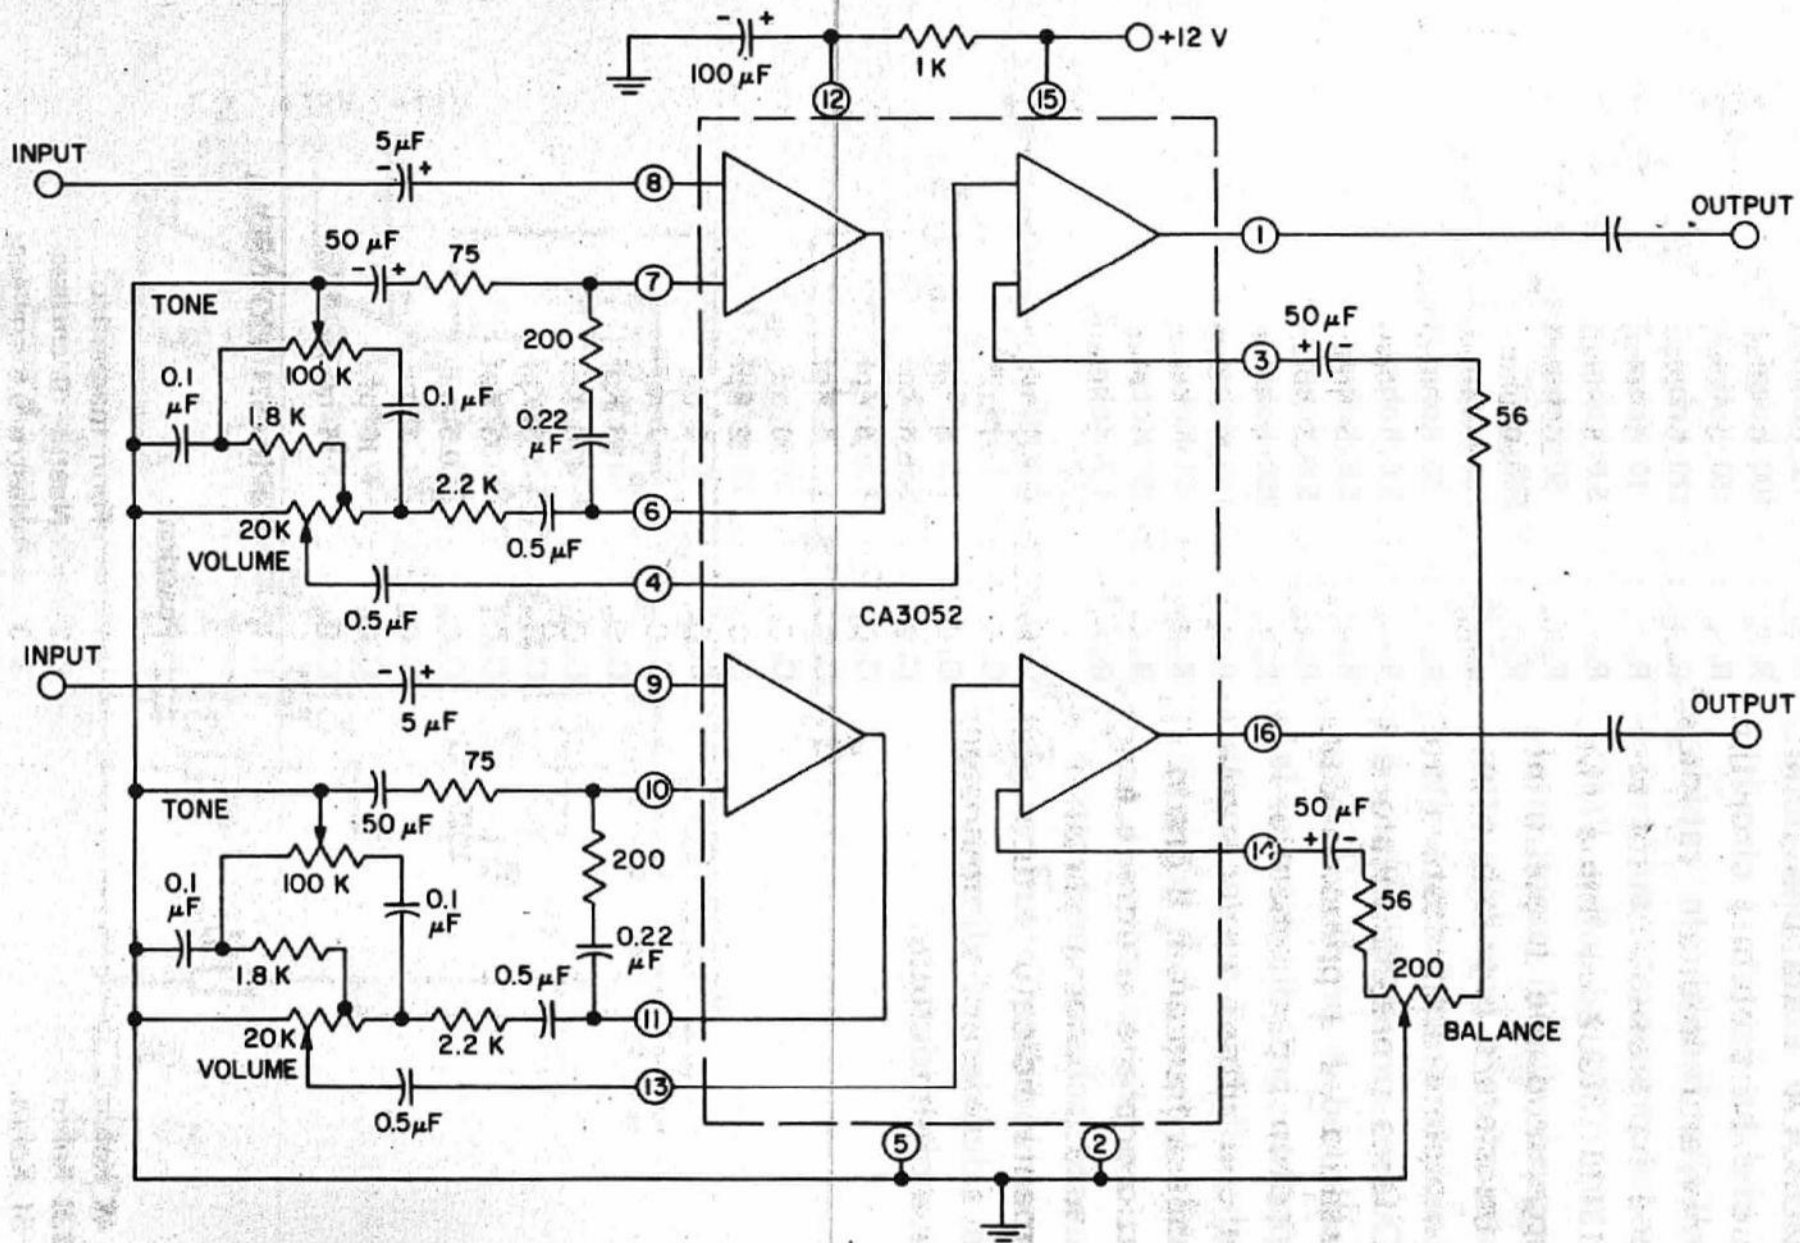 - +
+12 V
100 μF
1 K
12
15
INPUT
5 μF
- +
8
OUTPUT
1
50 μF
- +
75
7
TONE
200
50 μF
+ -
3
100 K
0.1
μF
0.1 μF
1.8 K
0.22
μF
56
2.2 K
20 K
VOLUME
0.5 μF
6
0.5 μF
4
CA3052
INPUT
- +
5 μF
9
OUTPUT
16
75
10
TONE
50 μF
50 μF
+ -
200
100 K
0.1
μF
0.1
μF
56
1.8 K
0.22
μF
0.5 μF
200
20 K
VOLUME
2.2 K
11
BALANCE
13
0.5 μF
5
2